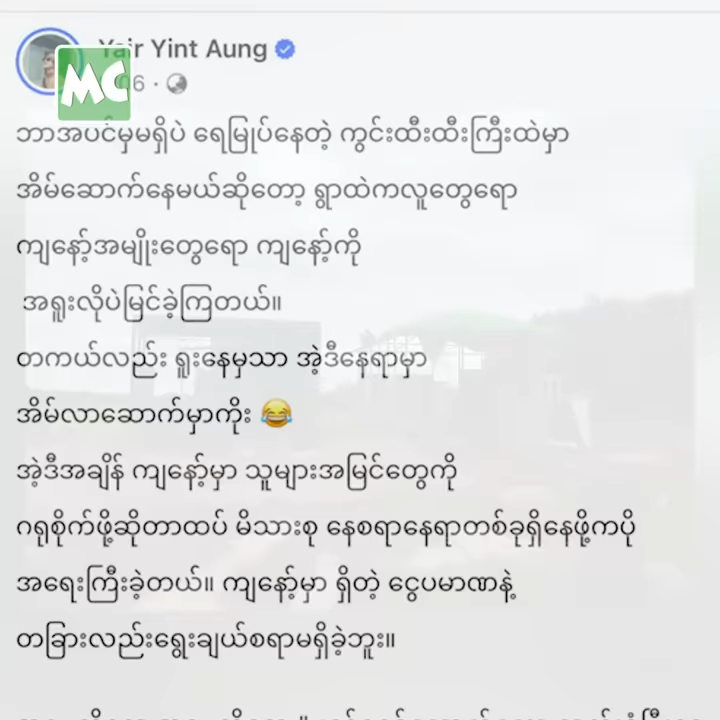 Yair Yint Aung
MC
ဘာအပင်မှမရှိပဲ ရေမြုပ်နေတဲ့ ကွင်းထီးထီးကြီးထဲမှာ
အိမ်ဆောက်နေမယ်ဆိုတော့ ရွာထဲကလူတွေရော
ကျနော့်အမျိုးတွေရော ကျနော့်ကို
အရူးလိုပဲမြင်ခဲ့ကြတယ်။
တကယ်လည်း ရူးနေမှသာ အဲ့ဒီနေရာမှာ
အိမ်လာဆောက်မှာကိုး 😂
အဲ့ဒီအချိန် ကျနော့်မှာ သူများအမြင်တွေကို
ဂရုစိုက်ဖို့ဆိုတာထပ် မိသားစု နေစရာနေရာတစ်ခုရှိနေဖို့ကပို
အရေးကြီးခဲ့တယ်။ ကျနော့်မှာ ရှိတဲ့ ငွေပမာဏနဲ့
တခြားလည်းရွေးချယ်စရာမရှိခဲ့ဘူး။